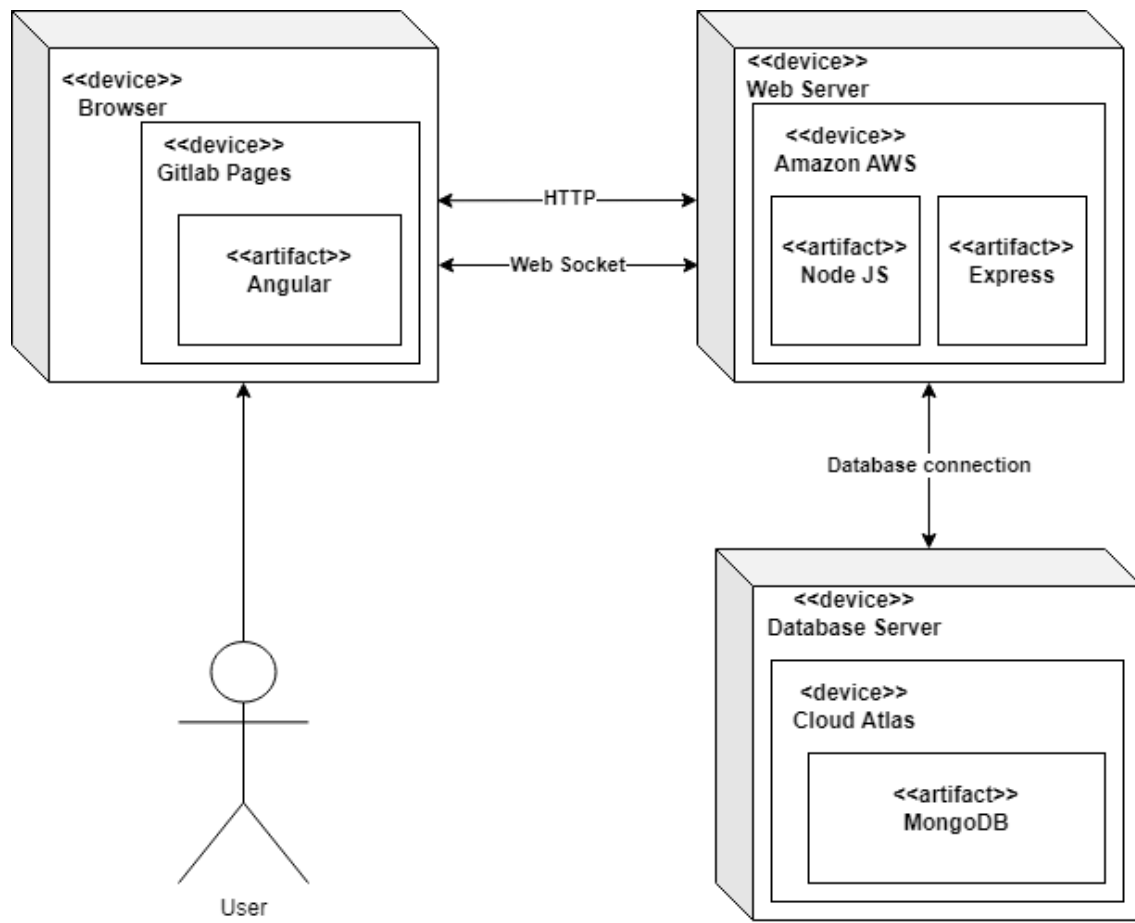 <<device>>
Browser
<<device>>
Gitlab Pages
<<artifact>>
Angular
HTTP
Web Socket
<<device>>
Web Server
<<device>>
Amazon AWS
<<artifact>>
Node JS
<<artifact>>
Express
Database connection
<<device>>
Database Server
<device>>
Cloud Atlas
<<artifact>>
MongoDB
User